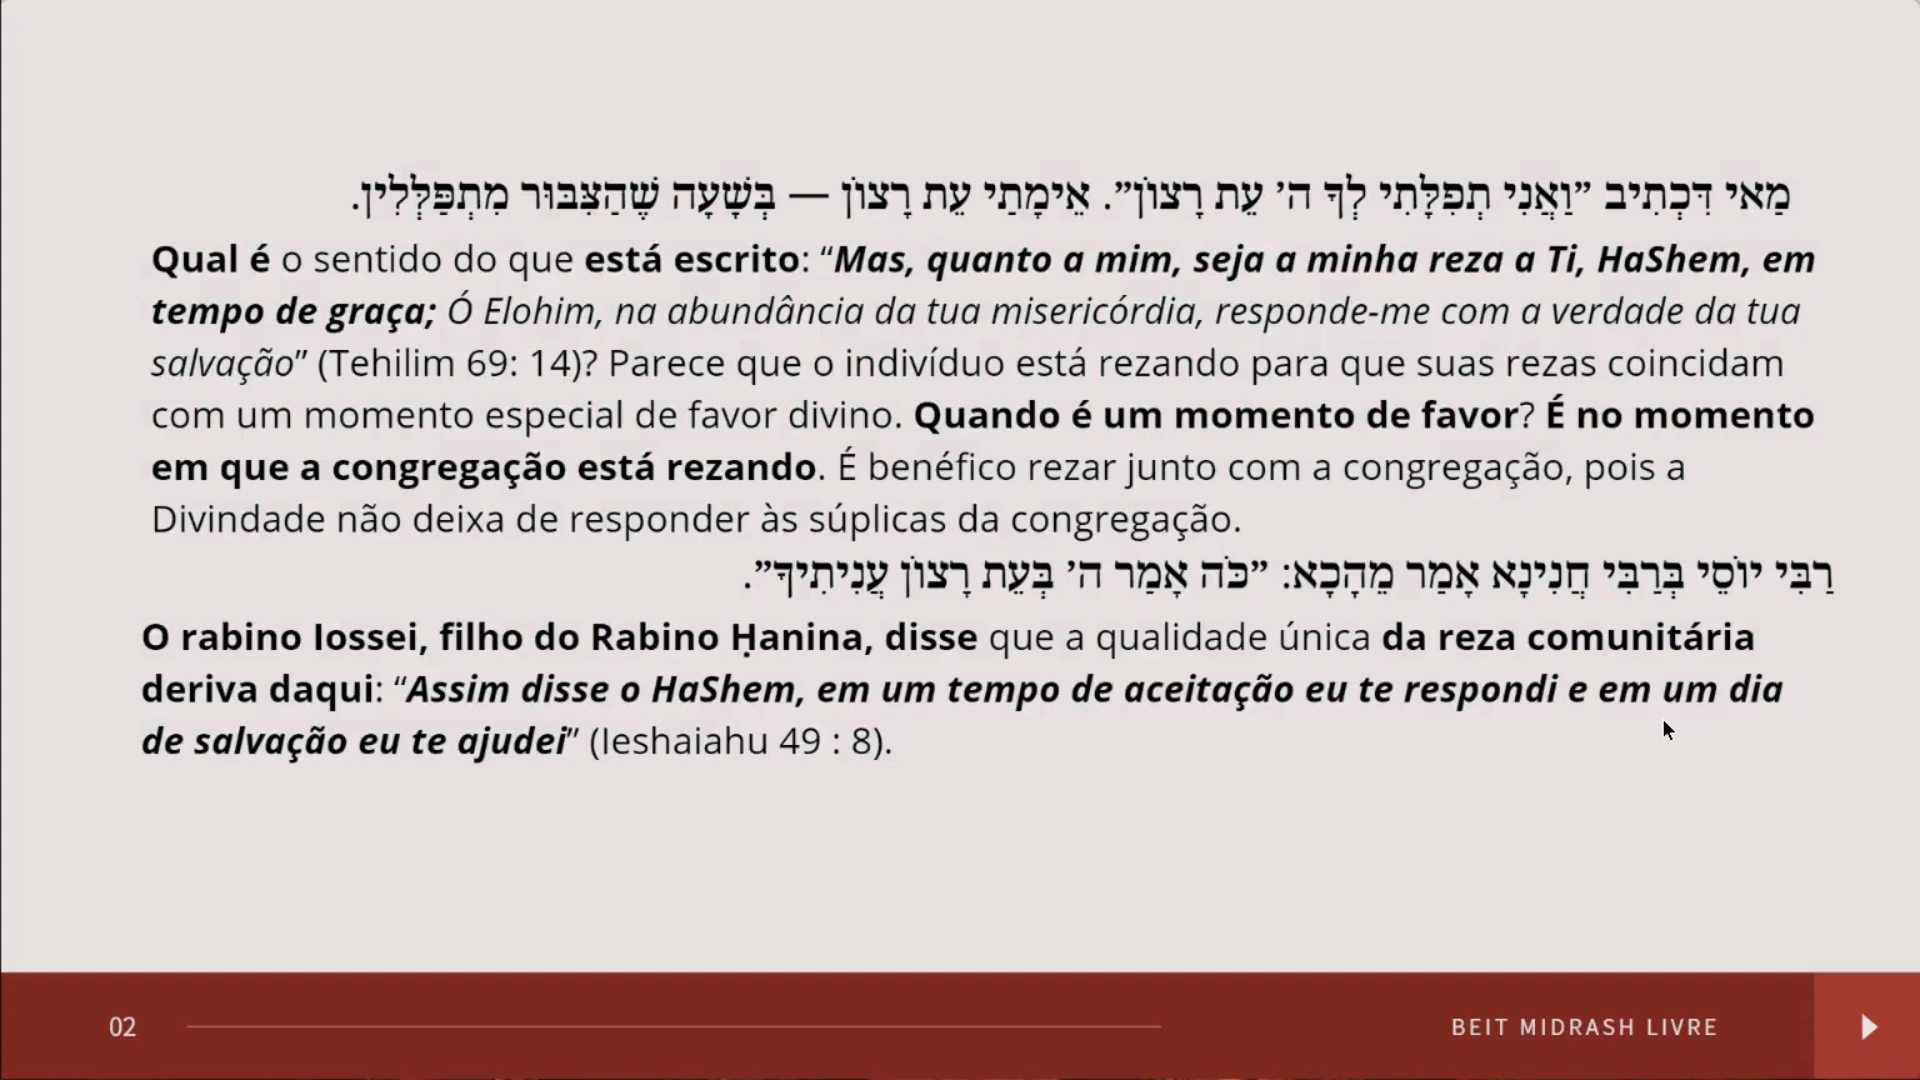 מַאי דִּכְתִיב ״וַאֲנִי תְפִלָּתִי לְךָ ה׳ עֵת רָצוֹן״. אֵימָתַי עֵת רָצוֹן — בְּשָׁעָה שֶׁהַצִּבּוּר מִתְפַּלְּלִין.
Qual é o sentido do que está escrito: “Mas, quanto a mim, seja a minha reza a Ti, HaShem, em
tempo de graça; Ó Elohim, na abundância da tua misericórdia, responde-me com a verdade da tua
salvação” (Tehilim 69: 14)? Parece que o indivíduo está rezando para que suas rezas coincidam
com um momento especial de favor divino. Quando é um momento de favor? É no momento
em que a congregação está rezando. É benéfico rezar junto com a congregação, pois a
Divindade não deixa de responder às súplicas da congregação.
רַבִּי יוֹסֵי בְּרַבִּי חֲנִינָא אָמַר מֵהָכָא: ״כֹּה אָמַר ה׳ בְּעֵת רָצוֹן עֲנִיתִיךָ״.
O rabino Iossei, filho do Rabino Ḥanina, disse que a qualidade única da reza comunitária
deriva daqui: “Assim disse o HaShem, em um tempo de aceitação eu te respondi e em um dia
de salvação eu te ajudei” (Ieshaiahu 49 : 8).
02
BEIT MIDRASH LIVRE